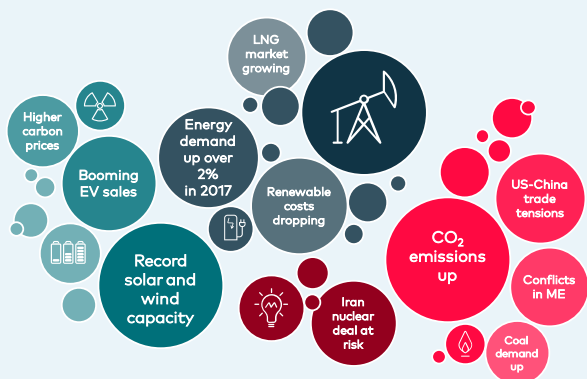 LNG
market
growing
Higher
carbon
prices
Energy
demand
up over
2%
in 2017
Booming
EV sales
Renewable
costs
dropping
US-China
trade
tensions
CO₂
emissions
up
Record
solar and
wind
capacity
Conflicts
in ME
Iran
nuclear
deal at
risk
Coal
demand
up